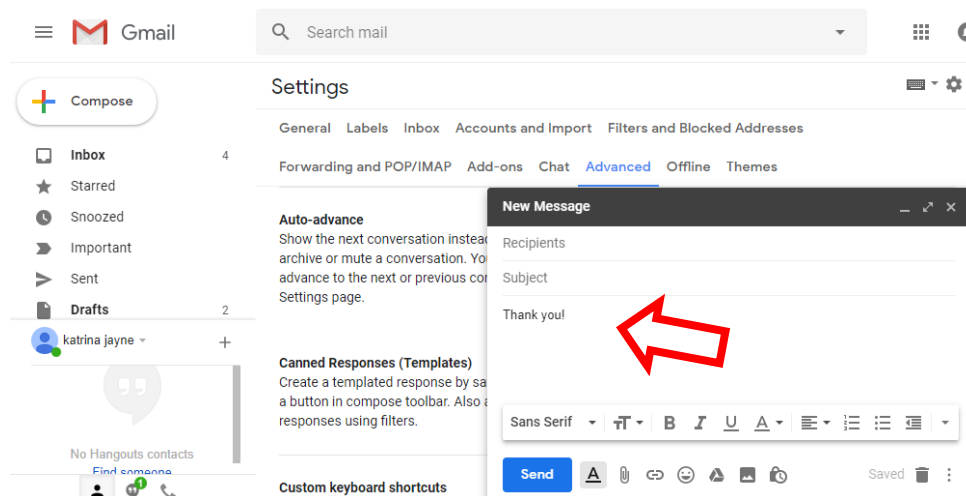 Gmail
Search mail
Compose
Inbox 4
Starred
Snoozed
Important
Sent
Drafts 2
katrina jayne
No Hangouts contacts
Find someone
1
Settings
General Labels Inbox Accounts and Import Filters and Blocked Addresses
Forwarding and POP/IMAP Add-ons Chat Advanced Offline Themes
Auto-advance
Show the next conversation instead
archive or mute a conversation. You
advance to the next or previous
Settings page.
Canned Responses (Templates)
Create a templated response by
a button in compose toolbar. Also
responses using filters.
Custom keyboard shortcuts
New Message
Recipients
Subject
Thank you!
Sans Serif
B I U A
Send A Saved